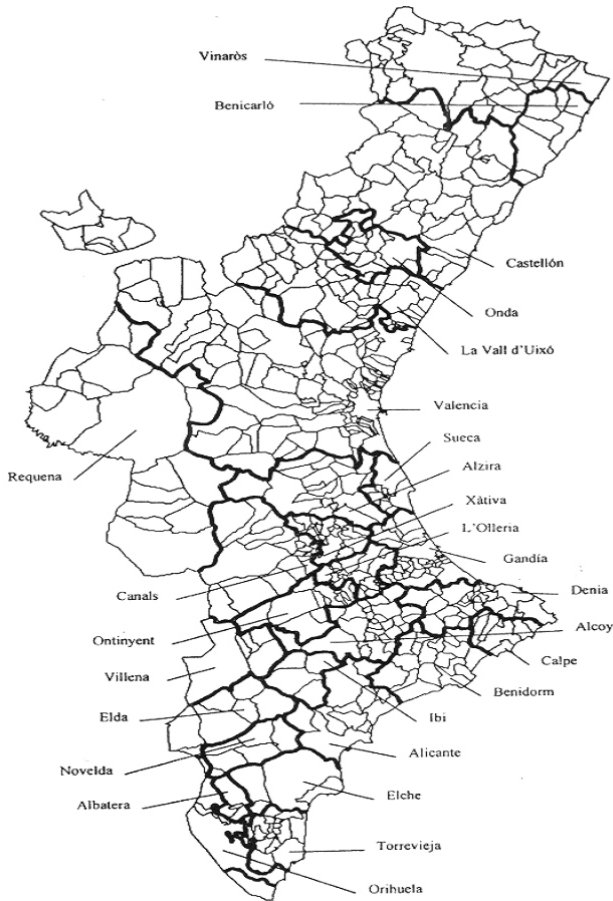 Vinaròs
Benicarló
Castellón
Onda
La Vall d'Uixó
Valencia
Sueca
Alzira
Requena
Xàtiva
L'Olleria
Gandía
Canals
Denia
Alcoy
Ontinyent
Calpe
Villena
Benidorm
Elda
Ibi
Alicante
Novelda
Albatera
Elche
Torrevieja
Orihuela